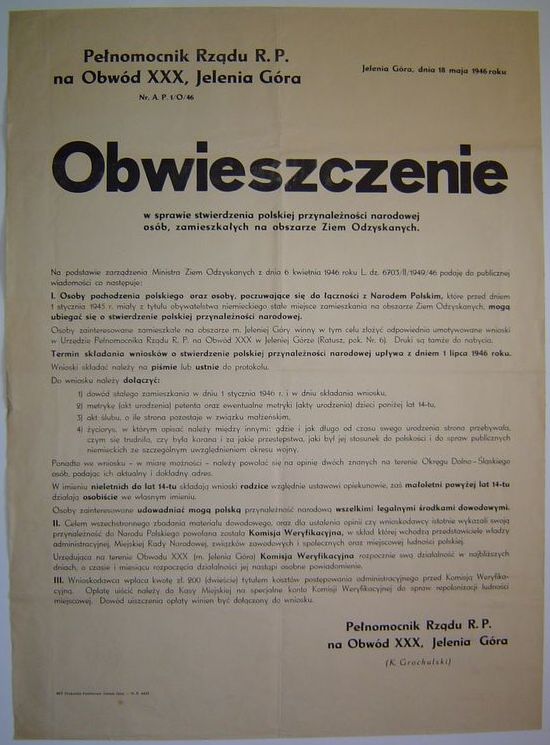 Pełnomocnik Rządu R. P.
na Obwód XXX, Jelenia Góra
Nr. A. P. 1/O/46
Jelenia Góra, dnia 18 maja 1946 roku
Obwieszczenie
w sprawie stwierdzenia polskiej przynależności narodowej
osób, zamieszkałych na obszarze Ziem Odzyskanych.
Na podstawie zarządzenia Ministra Ziem Odzyskanych z dnia 6 kwietnia 1946 roku L. dz. 6703/II/1949/46 podaję do publicznej
wiadomości co następuje:
I. Osoby pochodzenia polskiego oraz osoby, poczuwające się do łączności z Narodem Polskim, które przed dniem
1 stycznia 1945 r. miały z tytułu obywatelstwa niemieckiego stałe miejsce zamieszkania na obszarze Ziem Odzyskanych, mogą
ubiegać się o stwierdzenie polskiej przynależności narodowej.
Osoby zainteresowane zamieszkałe na obszarze m. Jeleniej Góry winny w tym celu złożyć odpowiednia umotywowane wnioski
w Urzędzie Pełnomocnika Rządu R. P. na Obwód XXX w Jeleniej Górze (Ratusz, pok. Nr. 6). Druki są tamże do nabycia.
Termin składania wniosków o stwierdzenie polskiej przynależności narodowej upływa z dniem 1 lipca 1946 roku.
Wnioski składać należy na piśmie lub ustnie do protokołu.
Do wniosku należy dołączyć:
1) dowód stałego zamieszkania w dniu 1 stycznia 1946 r. i w dniu składania wniosku,
2) metrykę (akt urodzenia) petenta oraz ewentualne metryki (akty urodzenia) dzieci poniżej lat 14-tu,
3) akt ślubu, o ile strona pozostaje w związku małżeńskim,
4) życiorys, w którym opisać należy między innymi: gdzie i jak długo od czasu swego urodzenia strona przebywała,
czym się trudniła, czy była karana i za jakie przestępstwa, jaki był jej stosunek do polskości i do spraw publicznych
niemieckich ze szczególnym uwzględnieniem okresu wojny.
Ponadto we wniosku – w miarę możności – należy powołać się na opinię dwóch znanych na terenie Okręgu Dolno-Śląskiego
osób, podając ich aktualny i dokładny adres.
W imieniu nieletnich do lat 14-tu składają wnioski rodzice względnie ustawowi opiekunowie, zaś małoletni powyżej lat 14-tu
działają osobiście we własnym imieniu.
Osoby zainteresowane udowadniać mogą polską przynależność narodową wszelkimi legalnymi środkami dowodowymi.
II. Celem wszechstronnego zbadania materiału dowodowego, oraz dla ustalenia opinii czy wnioskodawcy istotnie wykazali swoją
przynależność do Narodu Polskiego powołana została Komisja Weryfikacyjna, w skład której wchodzą przedstawiciele władzy
administracyjnej, Miejskiej Rady Narodowej, związków zawodowych i społecznych oraz miejscowej ludności polskiej.
Urzędująca na terenie Obwodu XXX (m. Jelenia Góra) Komisja Weryfikacyjna rozpocznie swą działalność w najbliższych
dniach, o czasie i miesiącu rozpoczęcia działalności jej nastąpi osobne powiadomienie.
III. Wnioskodawca wpłaca kwotę zł. 200 (dwieście) tytułem kosztów postępowania administracyjnego przed Komisją Weryfika-
cyjną. Opłatę uiścić należy do Kasy Miejskiej na specjalne konto Komisji Weryfikacyjnej do spraw repolonizacji ludności
miejscowej. Dowód uiszczenia opłaty winien być dołączony do wniosku.
Pełnomocnik Rządu R. P.
na Obwód XXX, Jelenia Góra
(K. Grochulski)